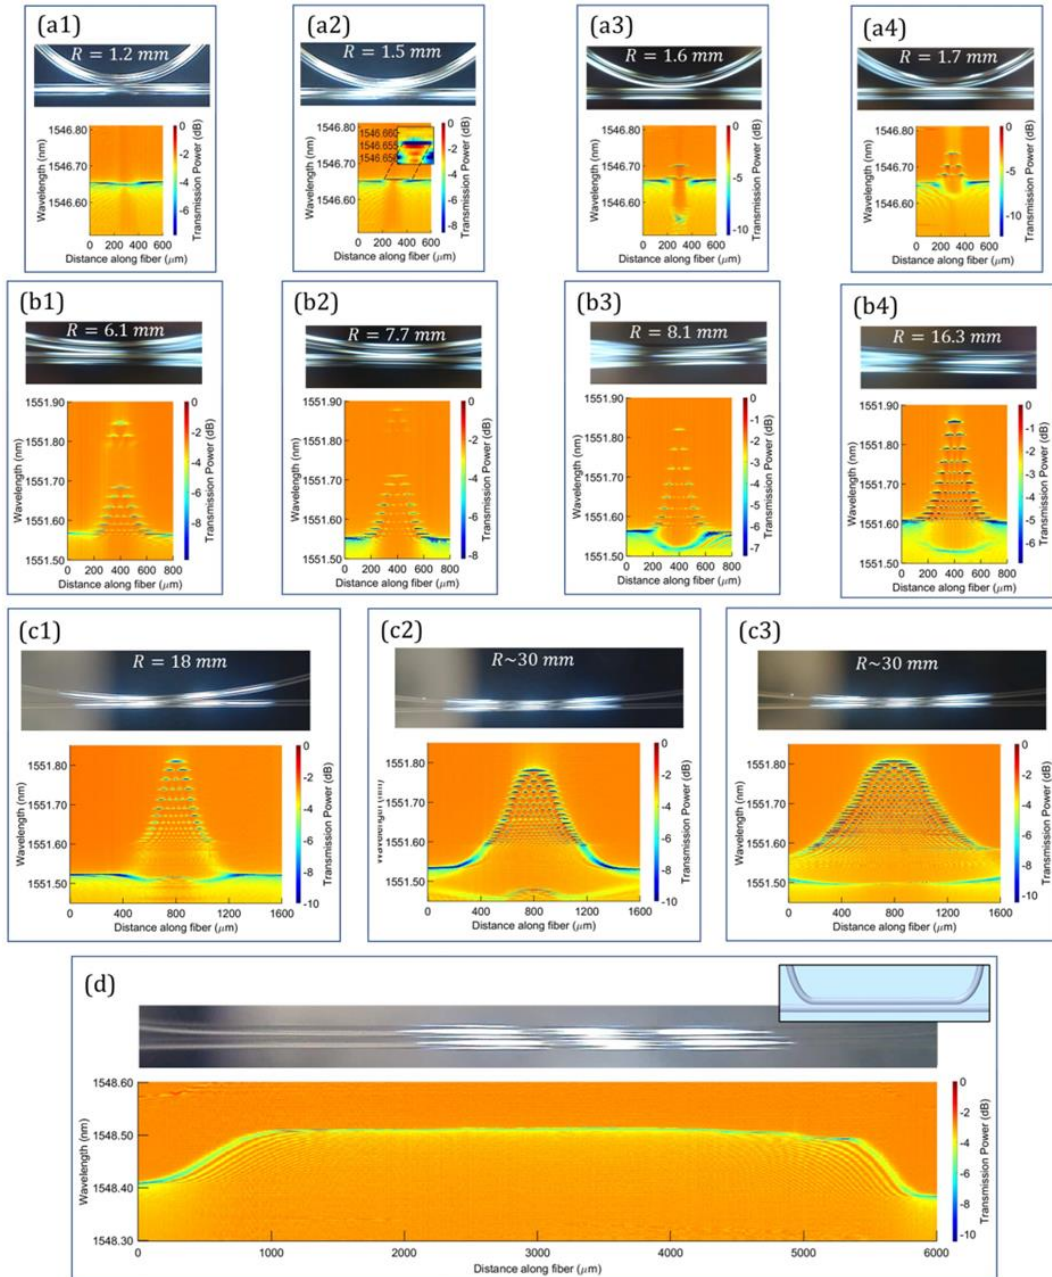 (a1)
R = 1.2 mm
1546.80
1546.70
1546.60
Wavelength (nm)
0 200 400 600
Distance along fiber (μm)
0
-2
-4
-6
Transmission Power (dB)
(a2)
R = 1.5 mm
1546.80
1546.70
1546.60
Wavelength (nm)
1546.660
1546.655
0 200 400 600
Distance along fiber (μm)
0
-2
-4
-6
-8
Transmission Power (dB)
(a3)
R = 1.6 mm
1546.80
1546.70
1546.60
Wavelength (nm)
0 200 400 600
Distance along fiber (μm)
0
-5
-10
Transmission Power (dB)
(a4)
R = 1.7 mm
1546.80
1546.70
1546.60
Wavelength (nm)
0 200 400 600
Distance along fiber (μm)
0
-5
-10
Transmission Power (dB)
(b1)
R = 6.1 mm
1551.90
1551.80
1551.70
1551.60
1551.50
Wavelength (nm)
0 200 400 600 800
Distance along fiber (μm)
0
-2
-4
-6
-8
Transmission Power (dB)
(b2)
R = 7.7 mm
1551.90
1551.80
1551.70
1551.60
1551.50
Wavelength (nm)
0 200 400 600 800
Distance along fiber (μm)
0
-2
-4
-6
-8
Transmission Power (dB)
(b3)
R = 8.1 mm
1551.90
1551.80
1551.70
1551.60
1551.50
Wavelength (nm)
0 200 400 600 800
Distance along fiber (μm)
0
-1
-2
-3
-4
-5
-6
-7
Transmission Power (dB)
(b4)
R = 16.3 mm
1551.90
1551.80
1551.70
1551.60
1551.50
Wavelength (nm)
0 200 400 600 800
Distance along fiber (μm)
0
-1
-2
-3
-4
-5
-6
Transmission Power (dB)
(c1)
R = 18 mm
1551.80
1551.70
1551.60
1551.50
Wavelength (nm)
0 400 800 1200 1600
Distance along fiber (μm)
0
-2
-4
-6
-8
-10
Transmission Power (dB)
(c2)
R~30 mm
1551.80
1551.70
1551.60
1551.50
Wavelength (nm)
0 400 800 1200 1600
Distance along fiber (μm)
0
-2
-4
-6
-8
-10
Transmission Power (dB)
(c3)
R~30 mm
1551.80
1551.70
1551.60
1551.50
Wavelength (nm)
0 400 800 1200 1600
Distance along fiber (μm)
0
-2
-4
-6
-8
-10
Transmission Power (dB)
(d)
1548.60
1548.50
1548.40
1548.30
Wavelength (nm)
0 1000 2000 3000 4000 5000 6000
Distance along fiber (μm)
0
-2
-4
-6
-8
-10
Transmission Power (dB)